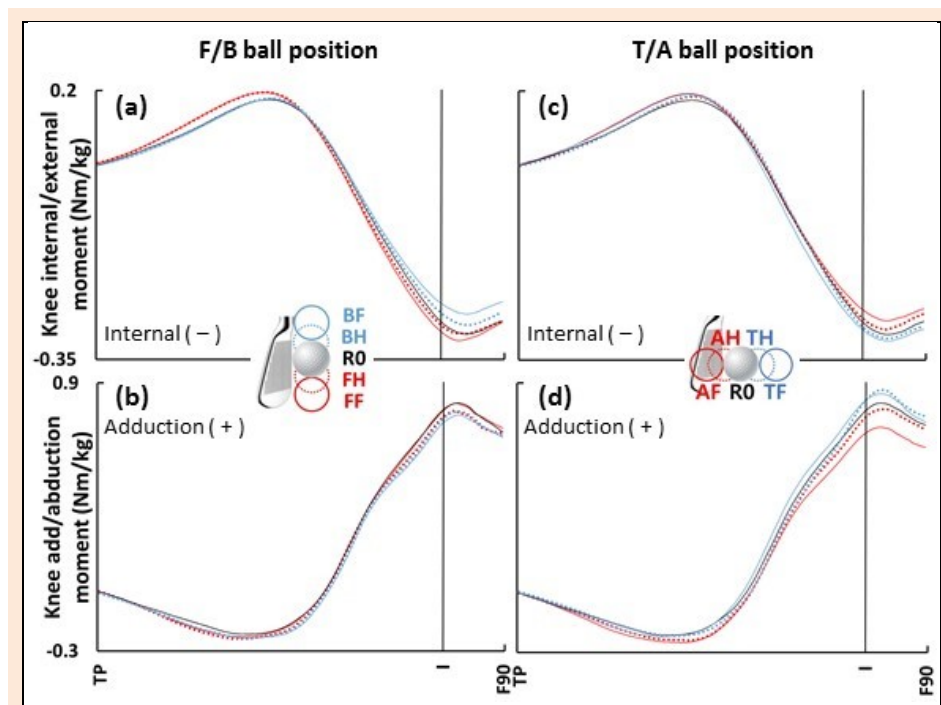 F/B ball position
T/A ball position
Knee internal/external
moment (Nm/kg)
0.2
-0.35
(a)
Internal ( − )
BF
BH
R0
FH
FF
(c)
Internal ( − )
AH TH
AF R0 TF
Knee add/abduction
moment (Nm/kg)
0.9
-0.3
(b)
Adduction ( + )
(d)
Adduction ( + )
TP
I
F90
TP
I
F90